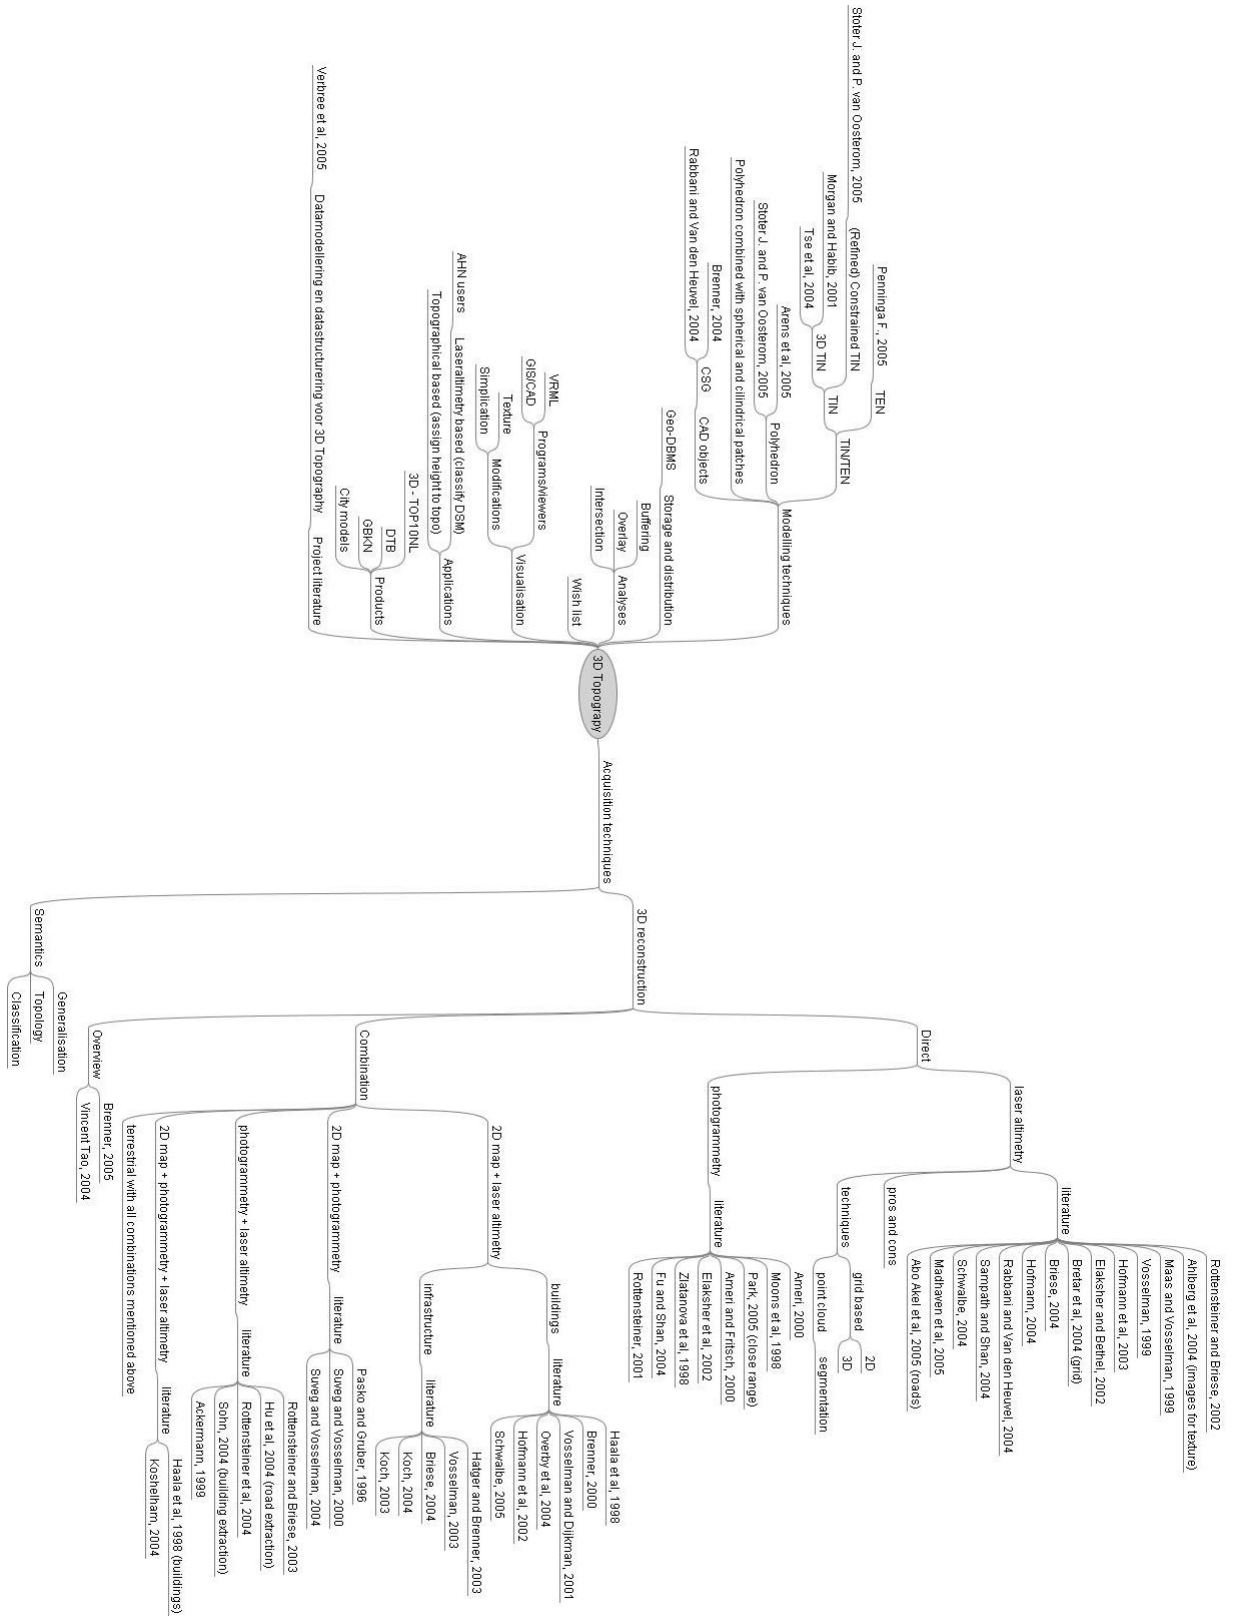 3D Topograpy
Modelling techniques
TIN/TEN
TEN
Penninga F., 2005
TIN
(Refined) Constrained TIN
Stoter J. and P. van Oosterom, 2005
3D TIN
Morgan and Habib, 2001
Tse et al, 2004
Polyhedron
Arens et al, 2005
Stoter J. and P. van Oosterom, 2005
Polyhedron combined with spherical and cilindrical patches
CAD objects
CSG
Brenner, 2004
Rabbani and Van den Heuvel, 2004
Storage and distribution
Geo-DBMS
Analyses
Buffering
Overlay
Intersection
Wish list
Visualisation
Programs/viewers
VRML
GIS/CAD
Modifications
Texture
Simplication
Applications
Laseraltimetry based (classify DSM)
AHN users
Topographical based (assign height to topo)
Products
3D - TOP10NL
DTB
GBKN
City models
Project literature
Datamodellering en datastructurering voor 3D Topography
Verbree et al, 2005
Acquisition techniques
3D reconstruction
Direct
laser altimetry
literature
Rottensteiner and Briese, 2002
Ahlberg et al, 2004 (images for texture)
Maas and Vosselman, 1999
Vosselman, 1999
Hofmann et al, 2003
Elaksher and Bethel, 2002
Bretar et al, 2004 (grid)
Briese, 2004
Hofmann, 2004
Rabbani and Van den Heuvel, 2004
Sampath and Shan, 2004
Schwalbe, 2004
Madhaven et al, 2005
Abo Akel et al, 2005 (roads)
pros and cons
techniques
grid based
2D
3D
point cloud
segmentation
photogrammetry
literature
Ameri, 2000
Moons et al, 1998
Park, 2005 (close range)
Ameri and Fritsch, 2000
Elaksher et al, 2002
Zlatanova et al, 1998
Fu and Shan, 2004
Rottensteiner, 2001
Combination
2D map + laser altimetry
buildings
literature
Haala et al, 1998
Brenner, 2000
Vosselman and Dijkman, 2001
Overby et al, 2004
Hofmann et al, 2002
Schwalbe, 2005
infrastructure
literature
Hatger and Brenner, 2003
Vosselman, 2003
Briese, 2004
Koch, 2004
Koch, 2003
2D map + photogrammetry
literature
Pasko and Gruber, 1996
Suveg and Vosselman, 2000
Suveg and Vosselman, 2004
photogrammetry + laser altimetry
literature
Rottensteiner and Briese, 2003
Hu et al, 2004 (road extraction)
Rottensteiner et al, 2004
Sohn, 2004 (building extraction)
Ackermann, 1999
2D map + photogrammetry + laser altimetry
literature
Haala et al, 1998 (buildings)
Koshelham, 2004
terrestrial with all combinations mentioned above
Overview
Brenner, 2005
Vincent Tao, 2004
Semantics
Generalisation
Topology
Classification